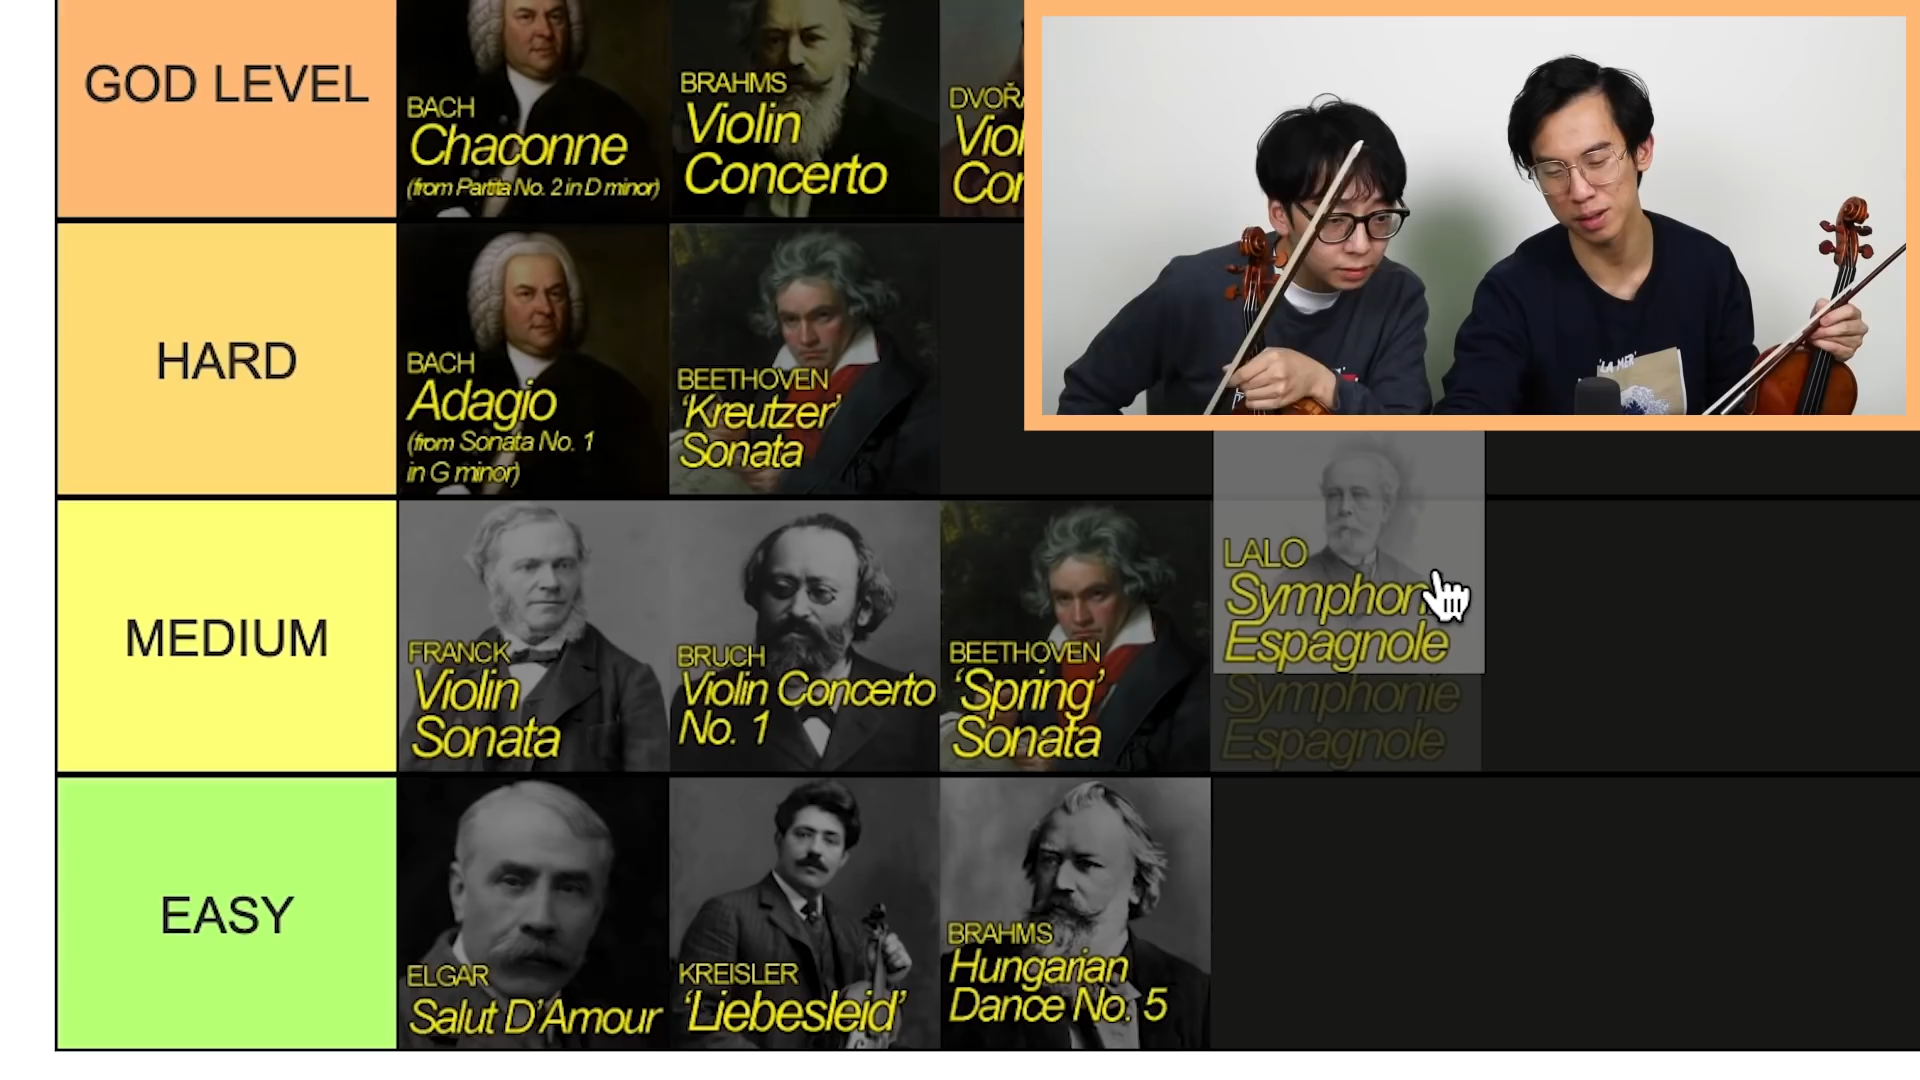 GOD LEVEL
BACH
Chaconne
(from Partita No. 2 in D minor)
BRAHMS
Violin
Concerto
HARD
BACH
Adagio
(from Sonata No. 1
in G minor)
BEETHOVEN
'Kreutzer'
Sonata
'LA MER'
MEDIUM
FRANCK
Violin
Sonata
BRUCH
Violin Concerto
No. 1
BEETHOVEN
'Spring'
Sonata
LALO
Espagnole
Symphonie
Espagnole
EASY
ELGAR
Salut D'Amour
KREISLER
'Liebesleid'
BRAHMS
Hungarian
Dance No. 5